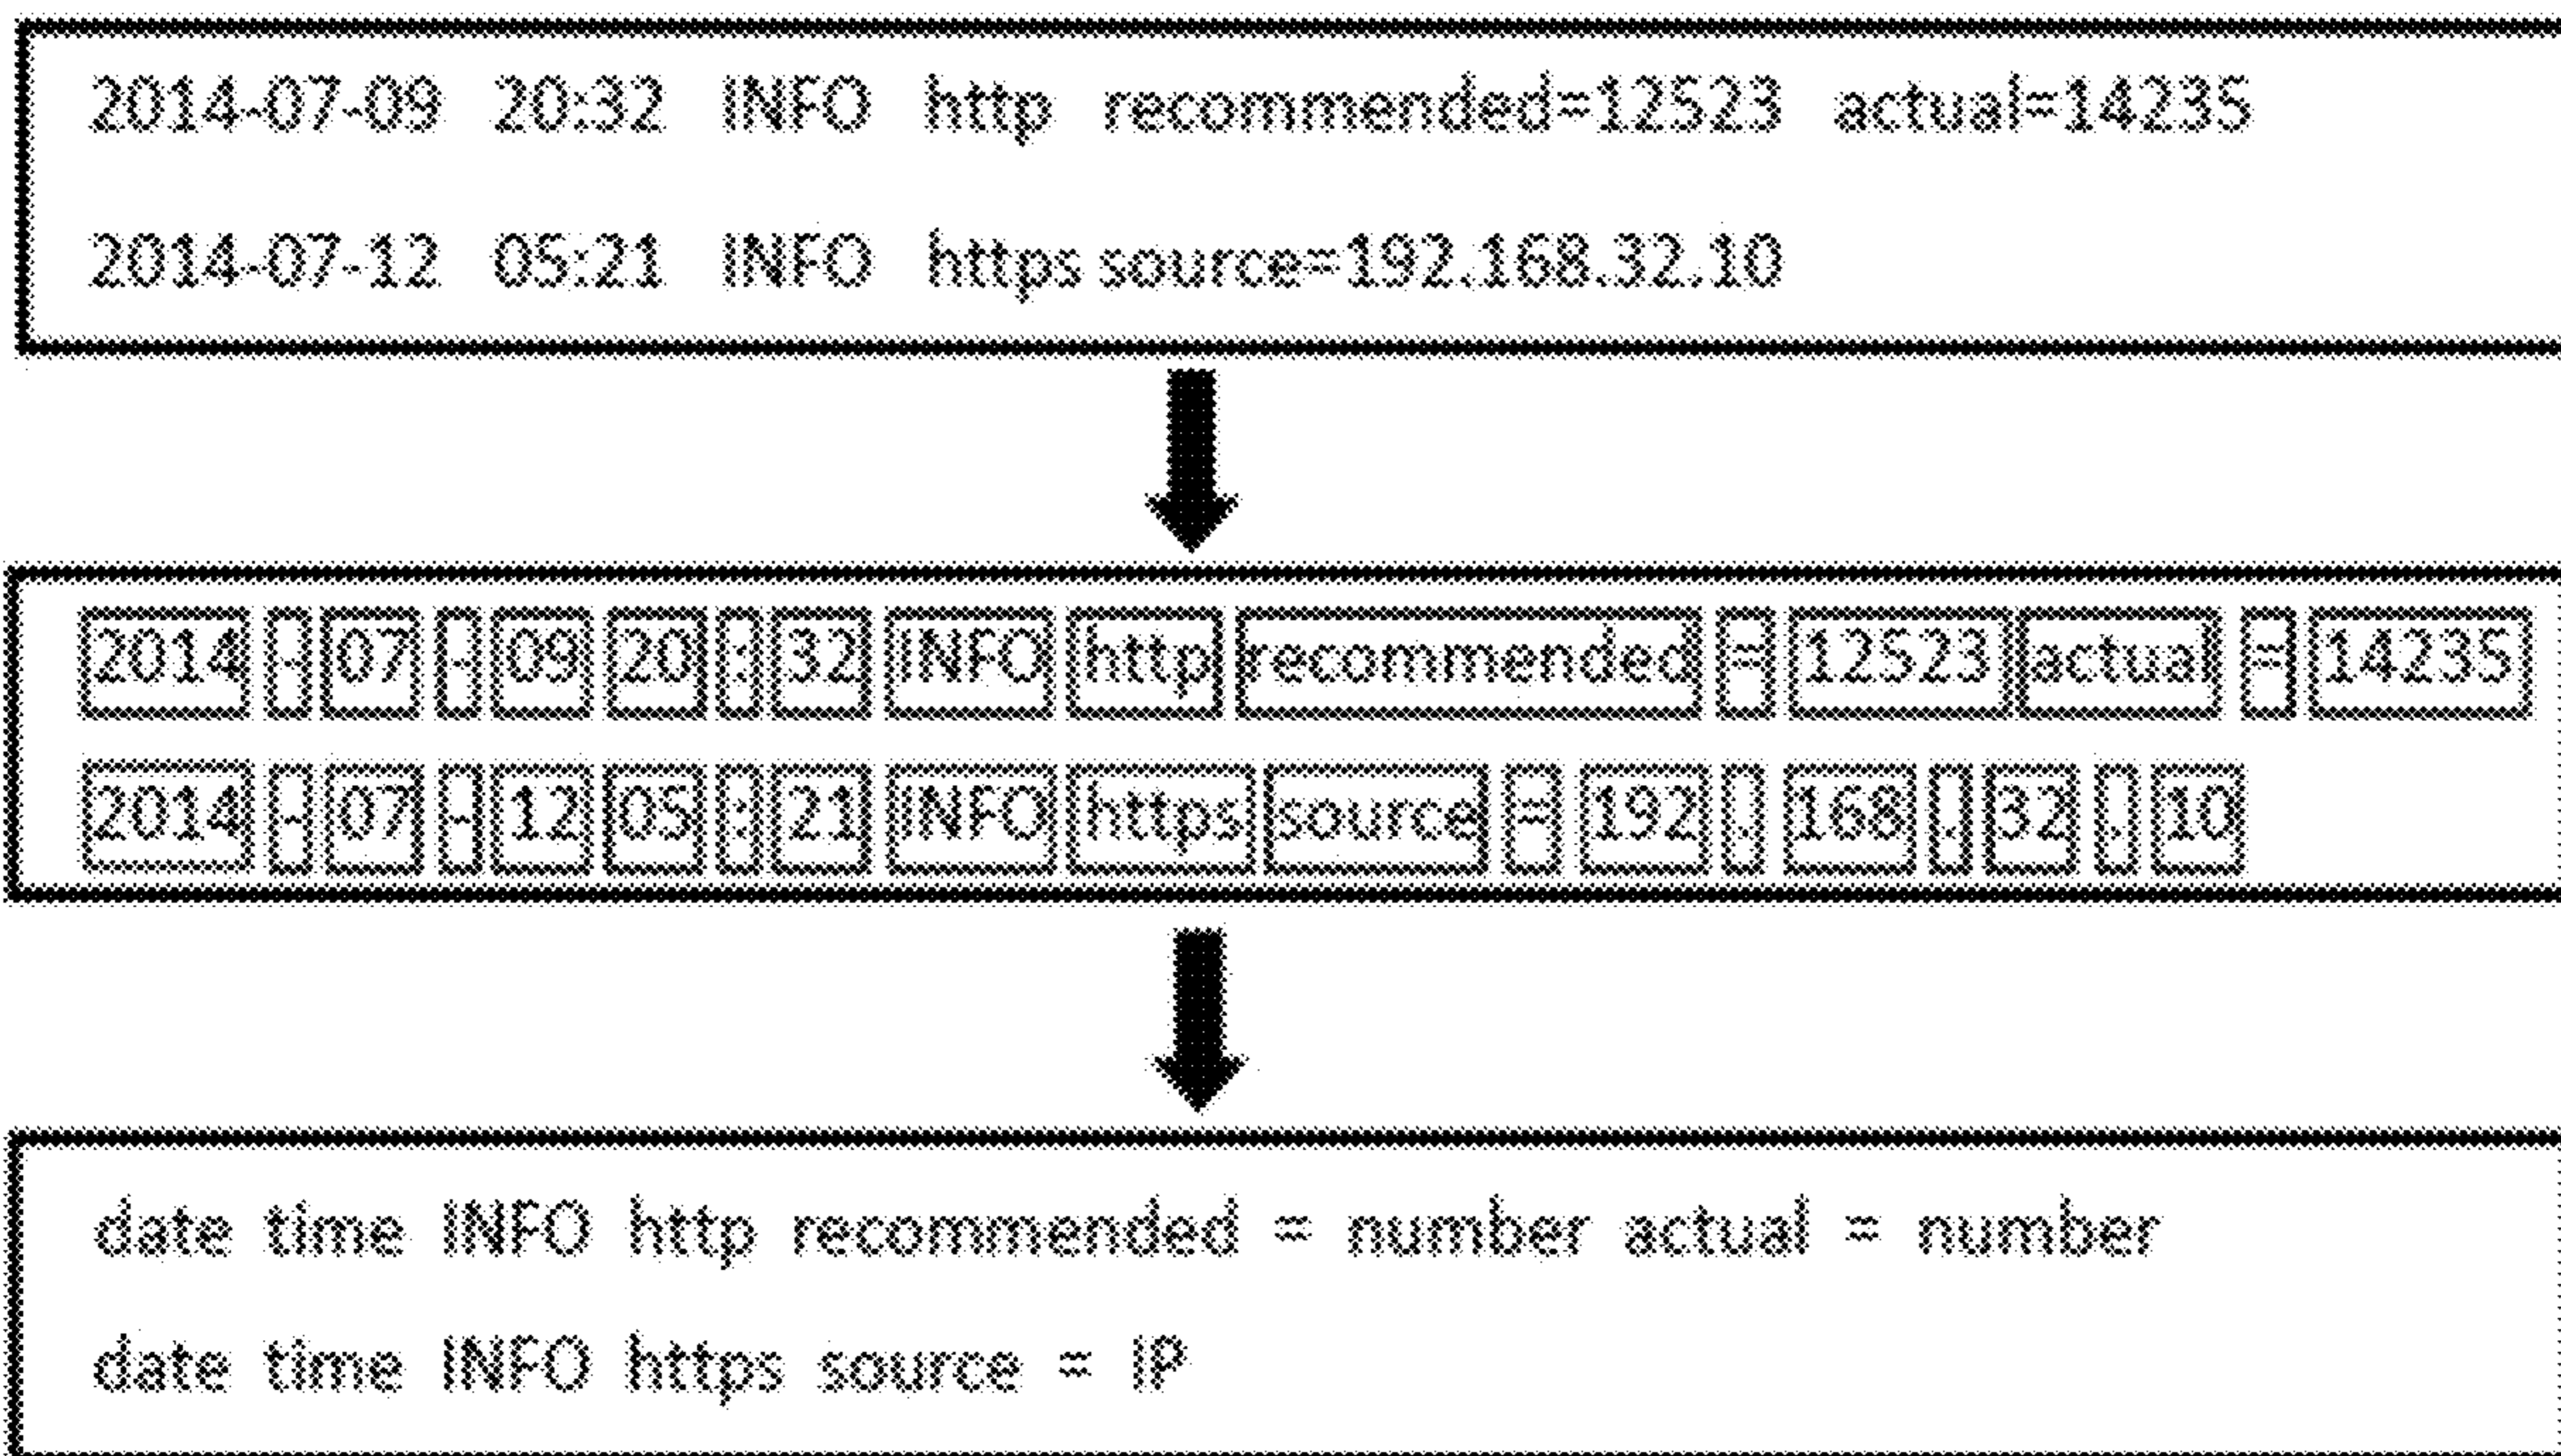 2014-07-09 20:32 INFO http recommended=12523 actual=14235
2014-07-12 05:21 INFO https source=192.168.32.10
2014 - 07 - 09 20 : 32 INFO http recommended = 12523 actual = 14235
2014 - 07 - 12 05 : 21 INFO https source = 192 . 168 . 32 . 10
date time INFO http recommended = number actual = number
date time INFO https source = IP